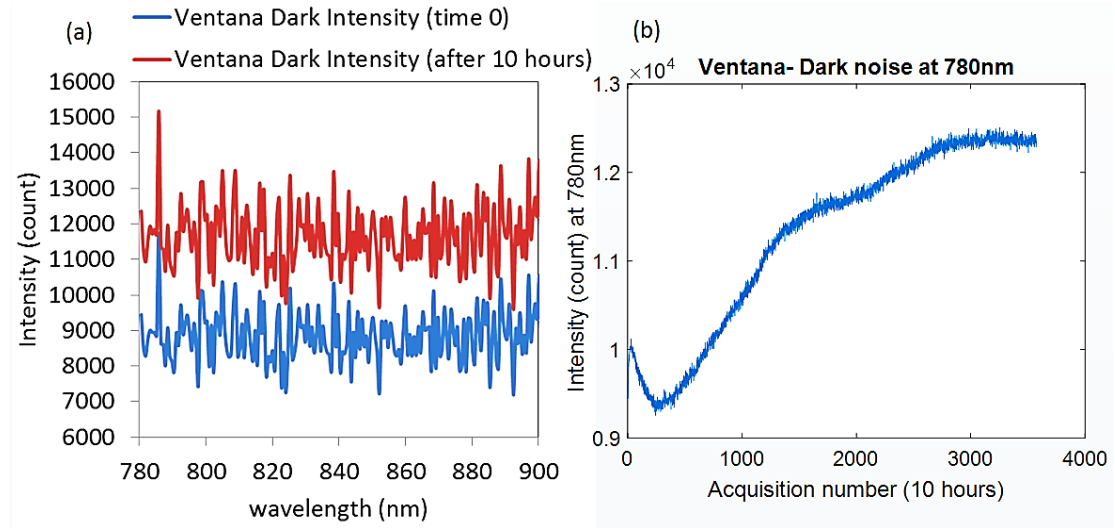 (a)
Ventana Dark Intensity (time 0)
Ventana Dark Intensity (after 10 hours)
16000
15000
14000
13000
12000
11000
10000
9000
8000
7000
6000
Intensity (count)
780 800 820 840 860 880 900
wavelength (nm)
(b)
Ventana- Dark noise at 780nm
×10⁴
1.3
1.2
1.1
1
0.9
Intensity (count) at 780nm
0 1000 2000 3000 4000
Acquisition number (10 hours)